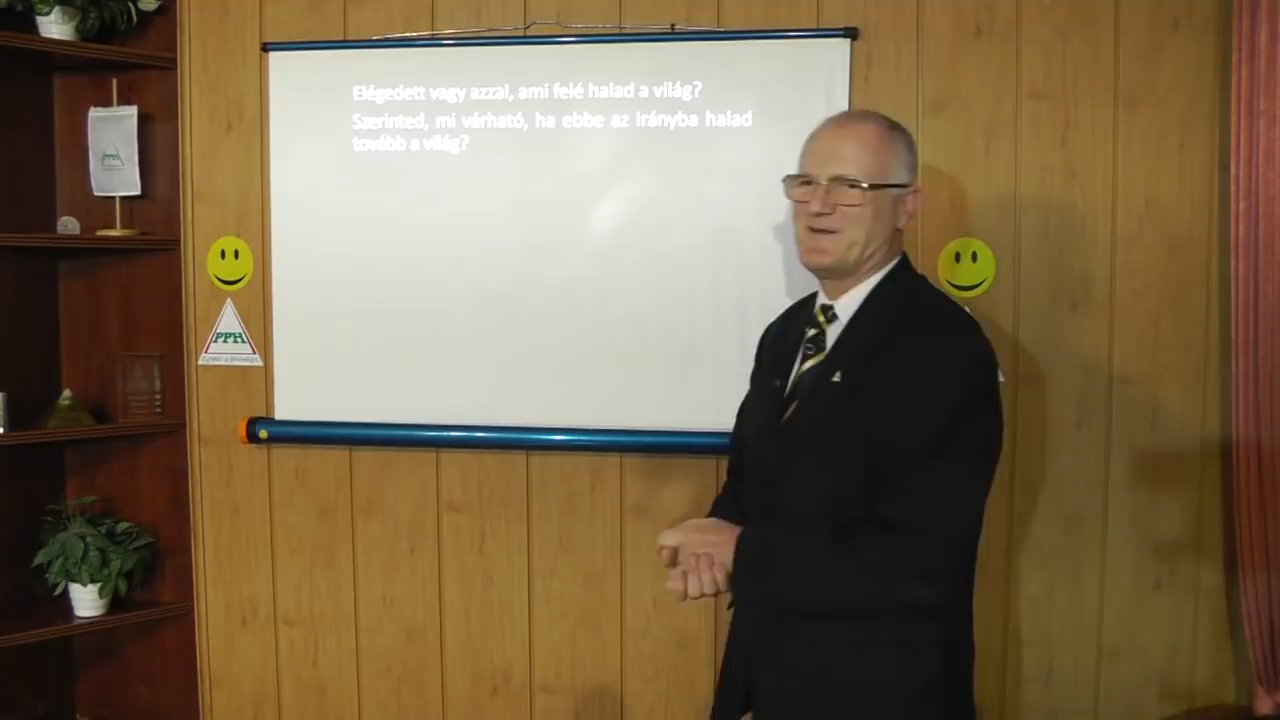 Elégedett vagy azzal, ami felé halad a világ?
Szerinted, mi várható, ha ebbe az irányba halad
tovább a világ?
PPH